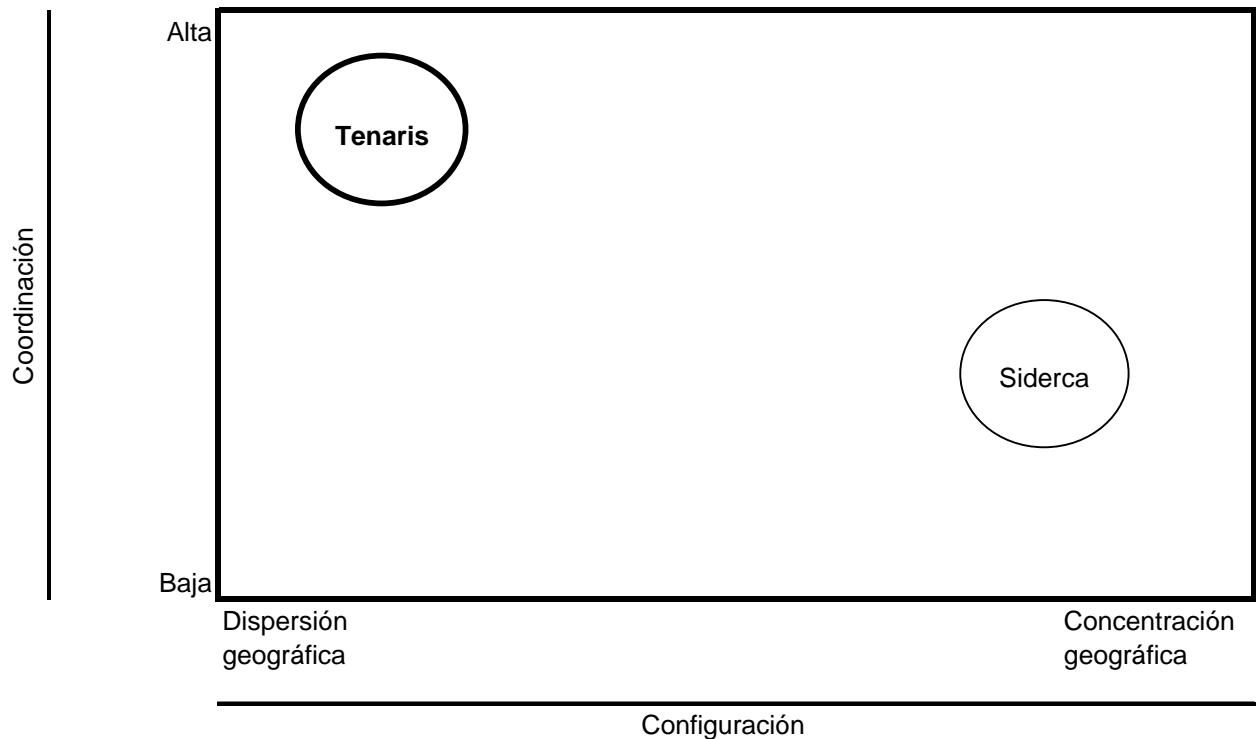 Alta
Tenaris
Coordinación
Siderca
Baja
Dispersión
geográfica
Concentración
geográfica
Configuración